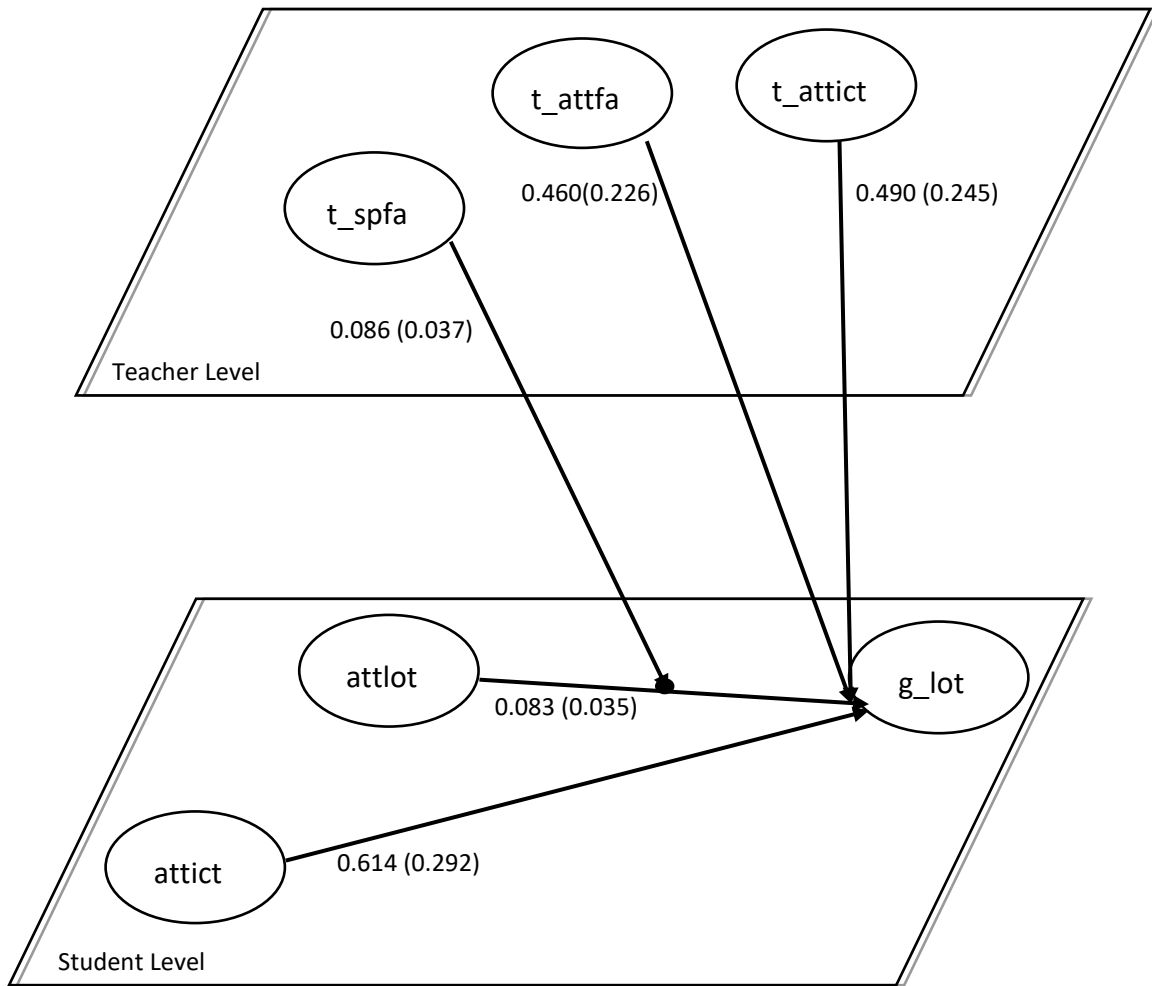 t_attfa
t_attict
0.460(0.226)
0.490 (0.245)
t_spfa
0.086 (0.037)
Teacher Level
attlot
g_lot
0.083 (0.035)
attict
0.614 (0.292)
Student Level